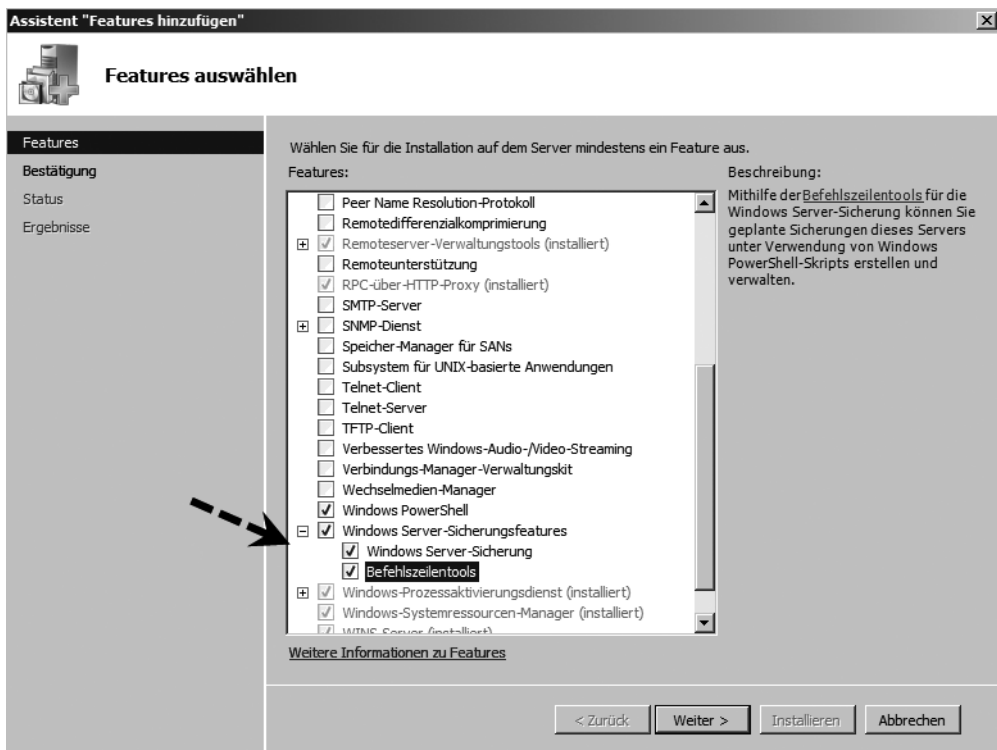 Assistent "Features hinzufügen"
Features auswählen
Features
Bestätigung
Status
Ergebnisse
Wählen Sie für die Installation auf dem Server mindestens ein Feature aus.
Features:
Peer Name Resolution-Protokoll
Remotedifferenzialkomprimierung
Remoteserver-Verwaltungstools (installiert)
Remoteunterstützung
RPC-über-HTTP-Proxy (installiert)
SMTP-Server
SNMP-Dienst
Speicher-Manager für SANs
Subsystem für UNIX-basierte Anwendungen
Telnet-Client
Telnet-Server
TFTP-Client
Verbessertes Windows-Audio-/Video-Streaming
Verbindungs-Manager-Verwaltungskit
Wechselmedien-Manager
Windows PowerShell
Windows Server-Sicherungsfeatures
Windows Server-Sicherung
Befehlszeilentools
Windows-Prozessaktivierungsdienst (installiert)
Windows-Systemressourcen-Manager (installiert)
WINS-Server (installiert)
Weitere Informationen zu Features
Beschreibung:
Mithilfe der Befehlszeilentools für die
Windows Server-Sicherung können Sie
geplante Sicherungen dieses Servers
unter Verwendung von Windows
PowerShell-Skripts erstellen und
verwalten.
< Zurück
Weiter >
Installieren
Abbrechen